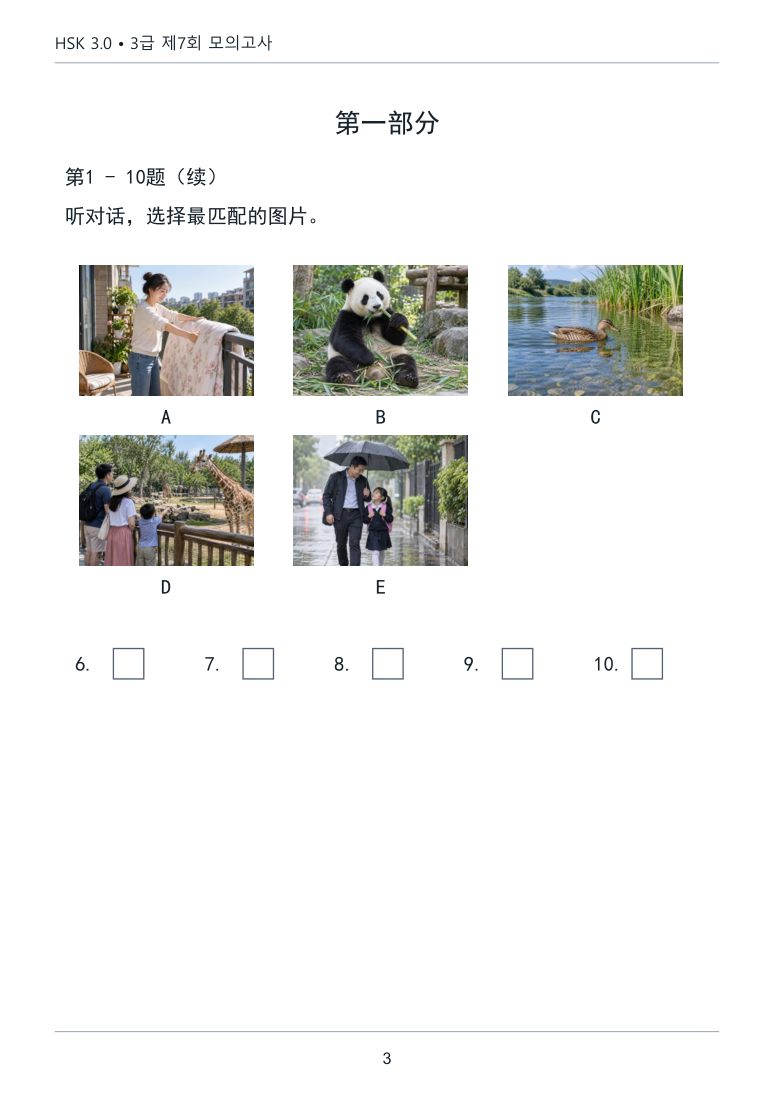 HSK 3.0 • 3급 제7회 모의고사
第一部分
第1 - 10题（续）
听对话，选择最匹配的图片。
A B C
D E
6. 7. 8. 9. 10.
3